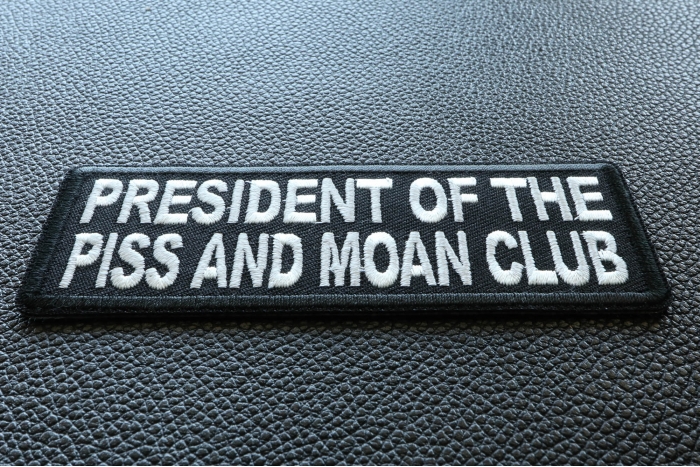 PRESIDENT OF THE
PISS AND MOAN CLUB